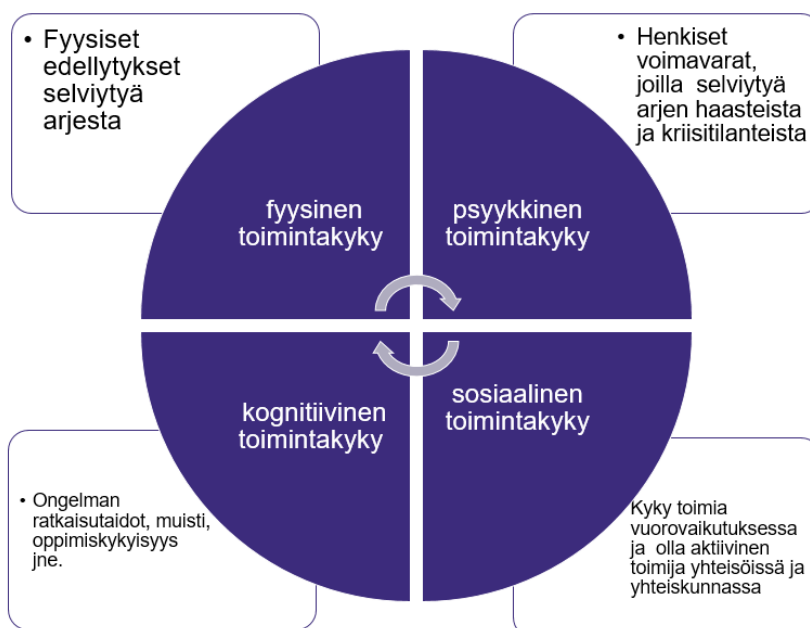 • Fyysiset
edellytykset
selviytyä
arjesta
• Henkiset
voimavarat,
joilla selviytyä
arjen haasteista
ja kriisitilanteista
fyysinen
toimintakyky
psyykkinen
toimintakyky
kognitiivinen
toimintakyky
sosiaalinen
toimintakyky
• Ongelman
ratkaisutaidot, muisti,
oppimiskykyisyys
jne.
Kyky toimia
vuorovaikutuksessa
ja olla aktiivinen
toimija yhteisöissä ja
yhteiskunnassa